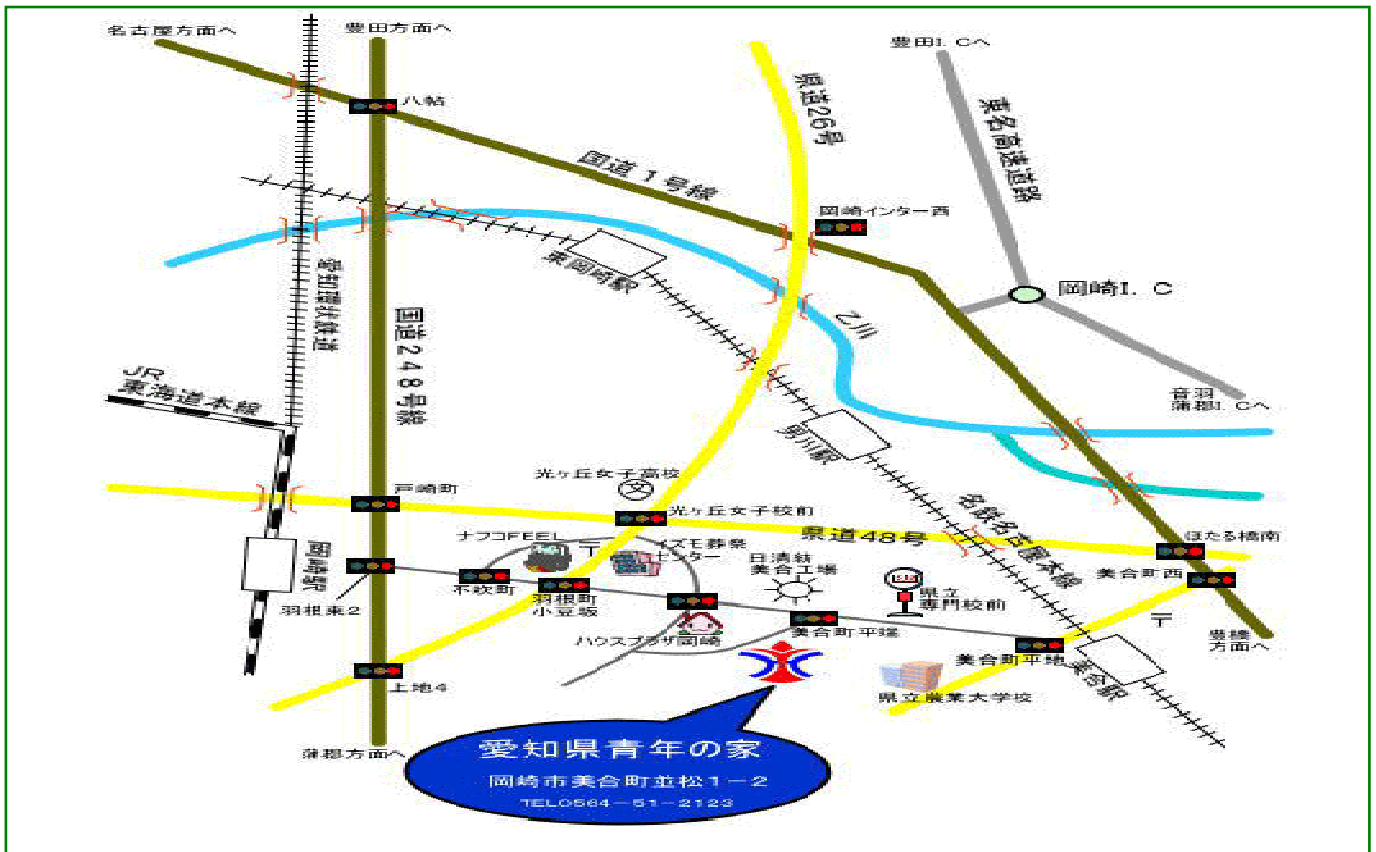 名古屋方面へ
豊田方面へ
豊田I.Cへ
八帖
県道26号
東名高速道路
国道1号線
岡崎インター西
東岡崎駅
岡崎I. C
愛知環状鉄道
国道248号線
乙川
JR
東海道本線
音羽
蒲郡I.Cへ
男川駅
光ヶ丘女子高校
戸崎町
光ヶ丘女子校前
名鉄名古屋本線
県道48号
ほたる橋南
ナフコFEEL
〒
イズモ葬祭
センター
日清紡
美合工場
美合町西
岡崎駅
不吹町
羽根町
小豆坂
県立
専門校前
羽根東2
ハウスプラザ岡崎
美合町平端
〒
豊橋
方面へ
美合町平地
美合駅
上地4
県立農業大学校
蒲郡方面へ
愛知県青年の家
岡崎市美合町並松1-2
TEL0564-51-2123